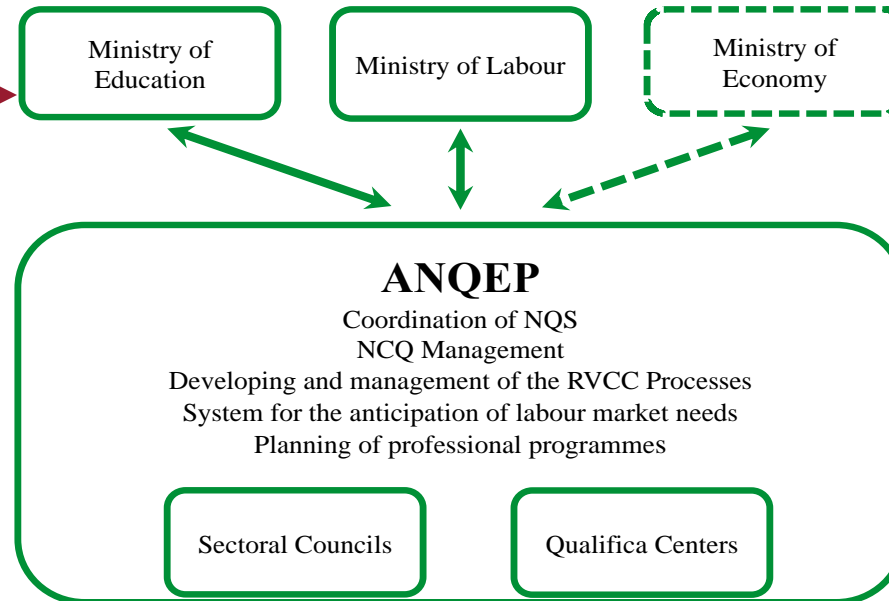 Ministry of
Education
Ministry of Labour
Ministry of
Economy
ANQEP
Coordination of NQS
NCQ Management
Developing and management of the RVCC Processes
System for the anticipation of labour market needs
Planning of professional programmes
Sectoral Councils
Qualifica Centers